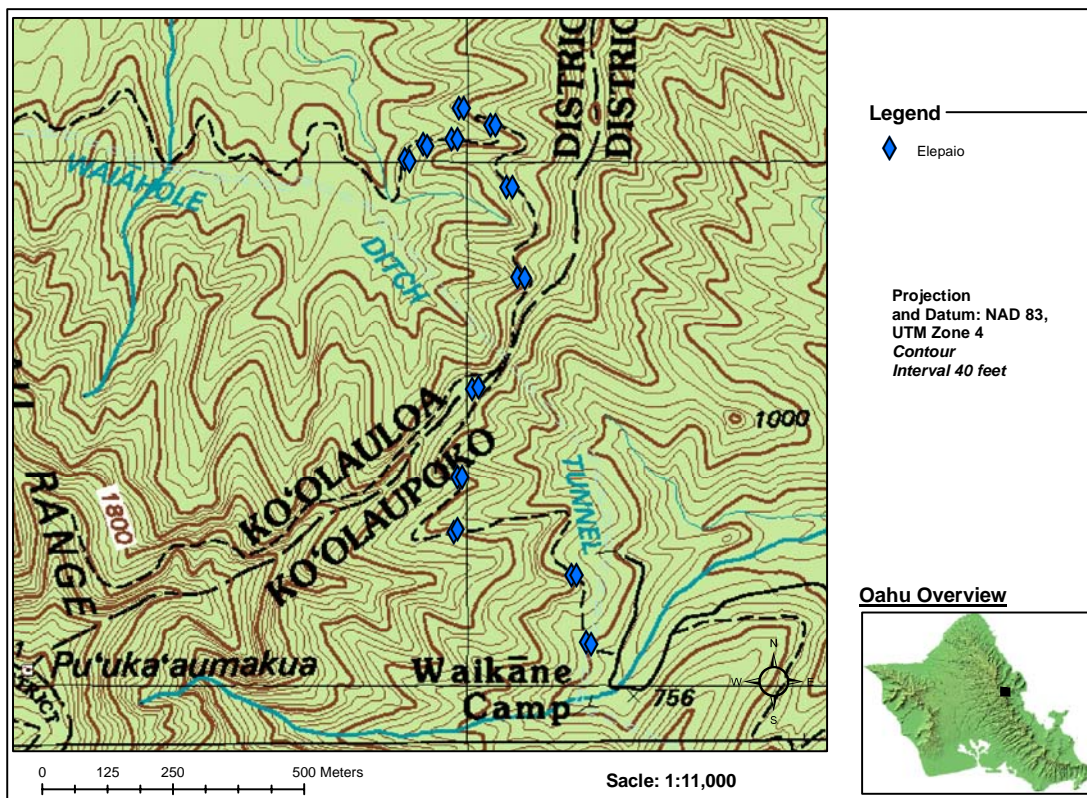 DISTRIC
DISTRIC
WAIĀHOLE
DITCH
KO'OLAULOA
KO'OLAUPOKO
1000
1800
RANGE
TUNNEL
Pu'uka'aumakua
Waikāne
Camp
756
N
W E
S
0 125 250 500 Meters
Sacle: 1:11,000
Legend
Elepaio
Projection
and Datum: NAD 83,
UTM Zone 4
Contour
Interval 40 feet
Oahu Overview